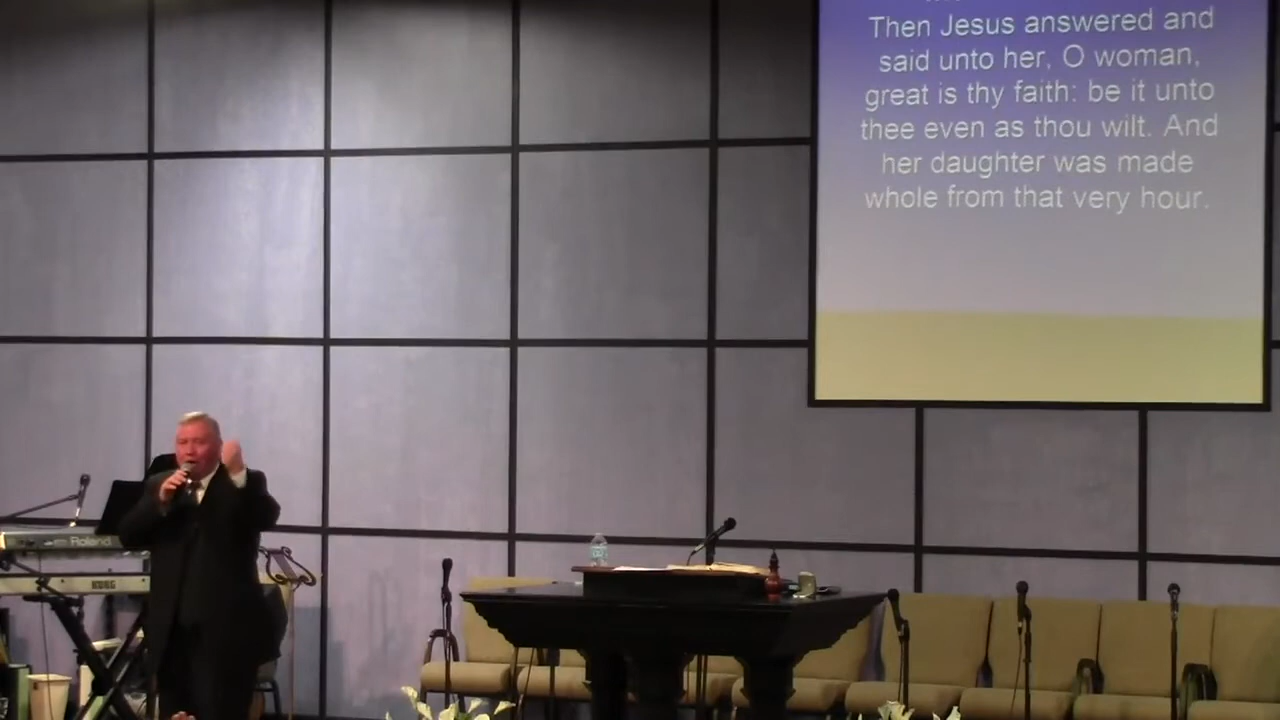 Then Jesus answered and
said unto her, O woman,
great is thy faith: be it unto
thee even as thou wilt. And
her daughter was made
whole from that very hour.
Roland
KORG